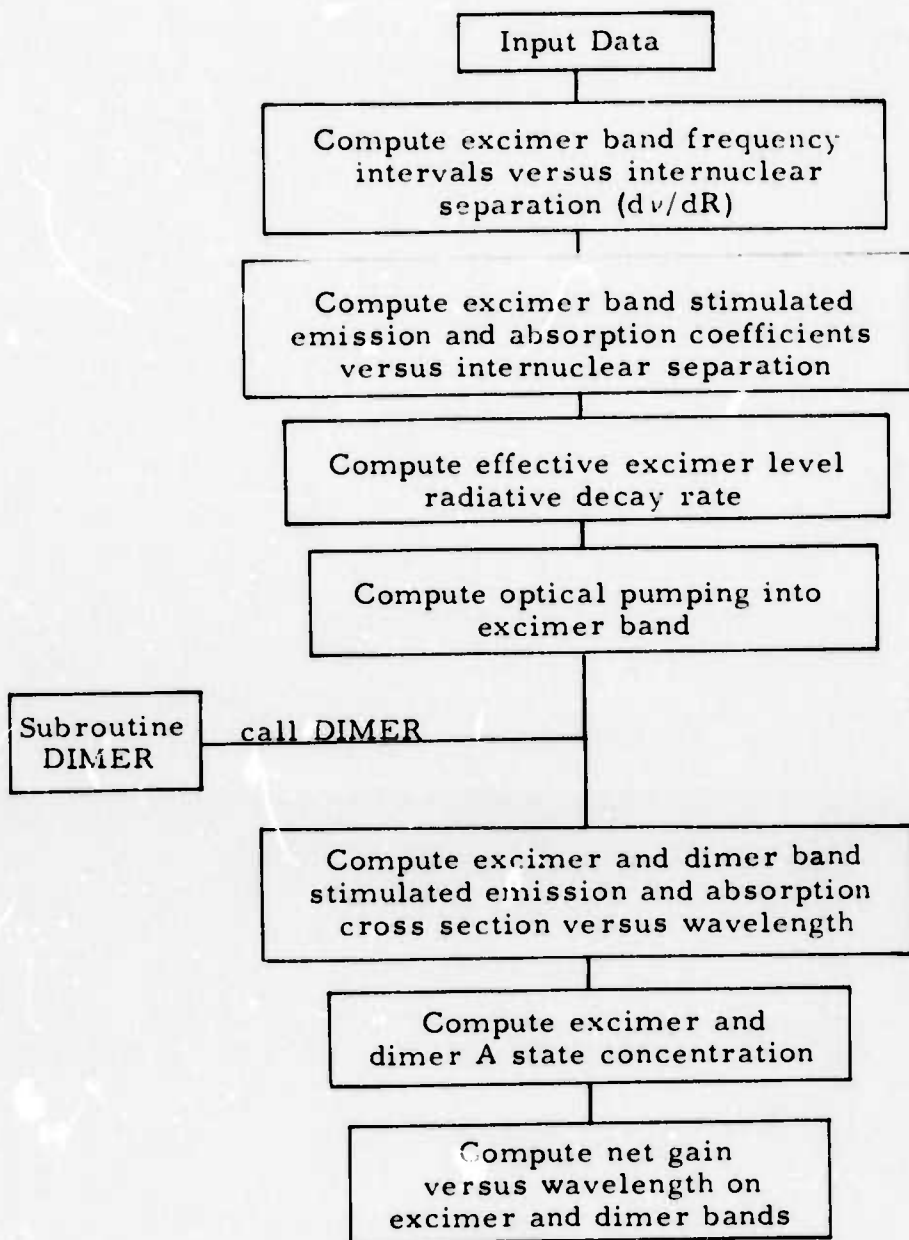 Input Data
Compute excimer band frequency
intervals versus internuclear
separation (dν/dR)
Compute excimer band stimulated
emission and absorption coefficients
versus internuclear separation
Compute effective excimer level
radiative decay rate
Compute optical pumping into
excimer band
Subroutine
DIMER
call DIMER
Compute excimer and dimer band
stimulated emission and absorption
cross section versus wavelength
Compute excimer and
dimer A state concentration
Compute net gain
versus wavelength on
excimer and dimer bands